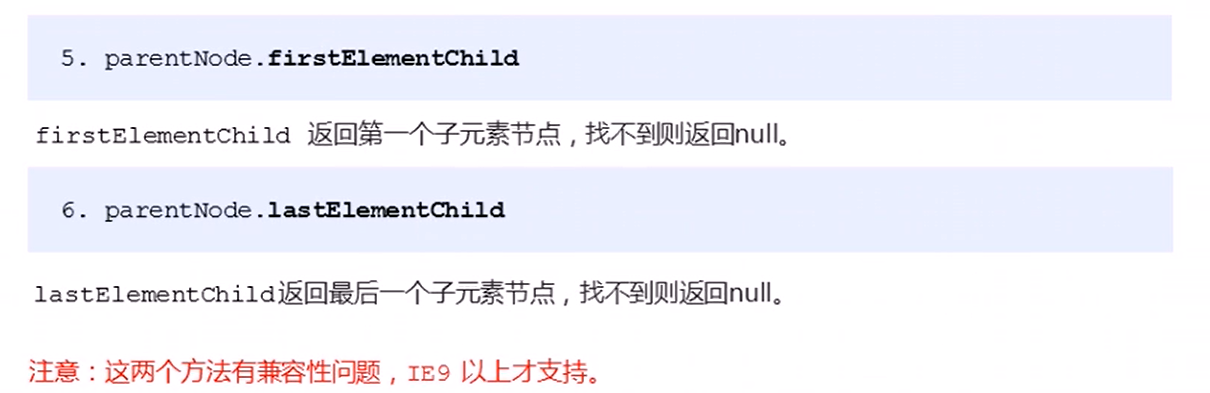 5. parentNode.firstElementChild
firstElementChild 返回第一个子元素节点，找不到则返回null。
6. parentNode.lastElementChild
lastElementChild返回最后一个子元素节点，找不到则返回null。
注意：这两个方法有兼容性问题，IE9 以上才支持。